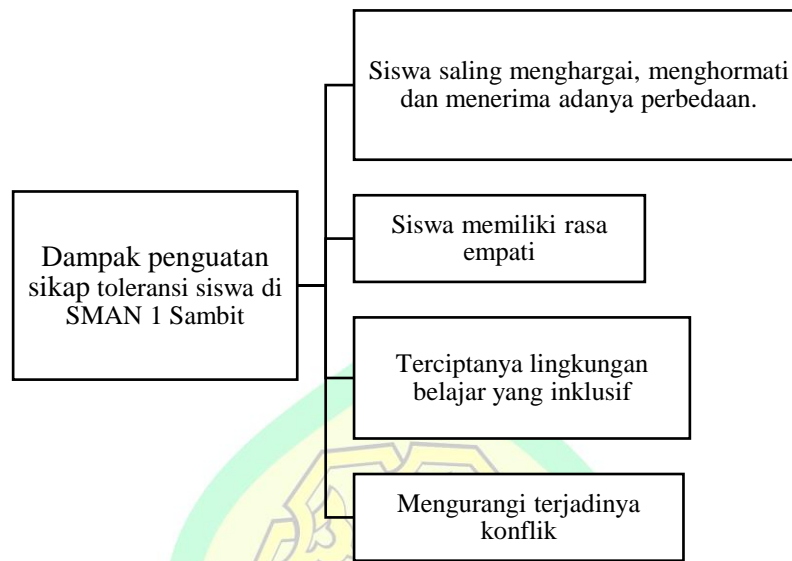 Siswa saling menghargai, menghormati
dan menerima adanya perbedaan.
Dampak penguatan
sikap toleransi siswa di
SMAN 1 Sambit
Siswa memiliki rasa
empati
Terciptanya lingkungan
belajar yang inklusif
Mengurangi terjadinya
konflik